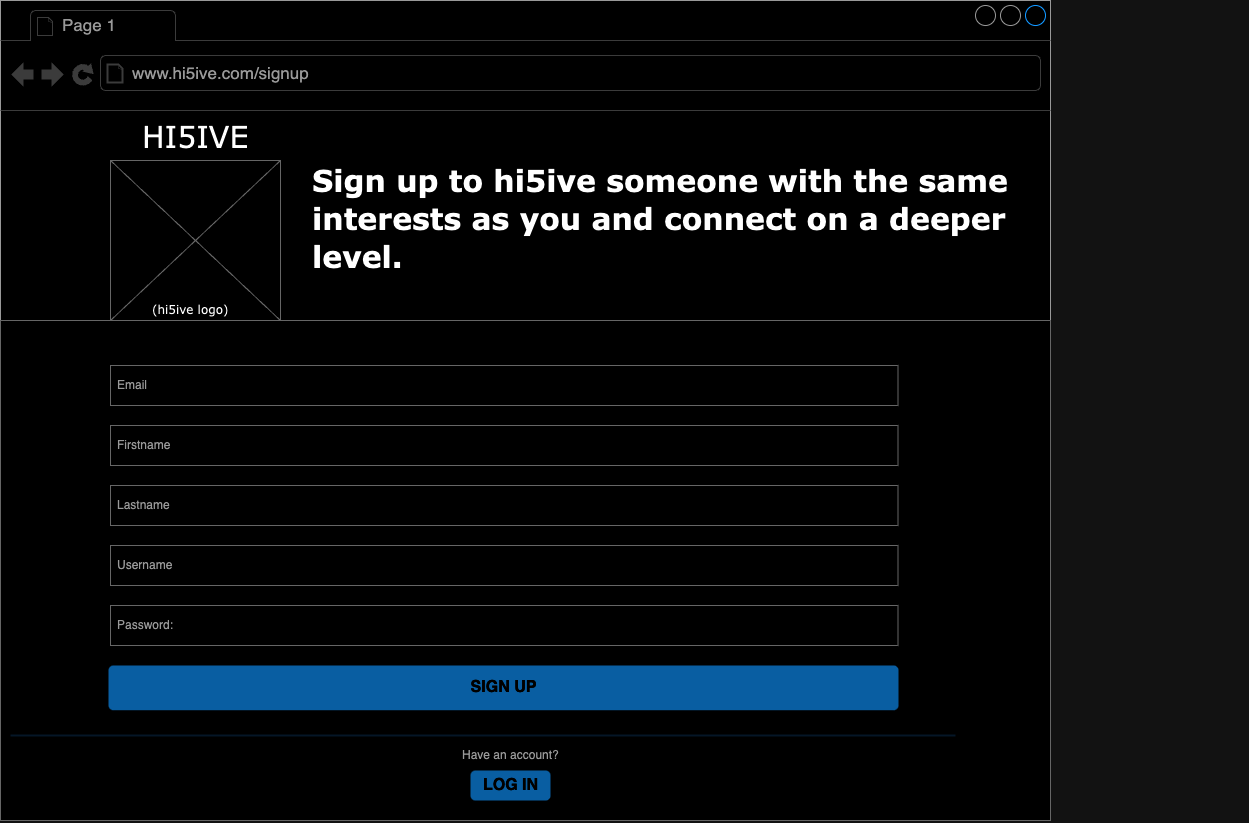 Page 1
www.hi5ive.com/signup
HI5IVE
Sign up to hi5ive someone with the same
interests as you and connect on a deeper
level.
(hi5ive logo)
Email
Firstname
Lastname
Username
Password:
SIGN UP
Have an account?
LOG IN